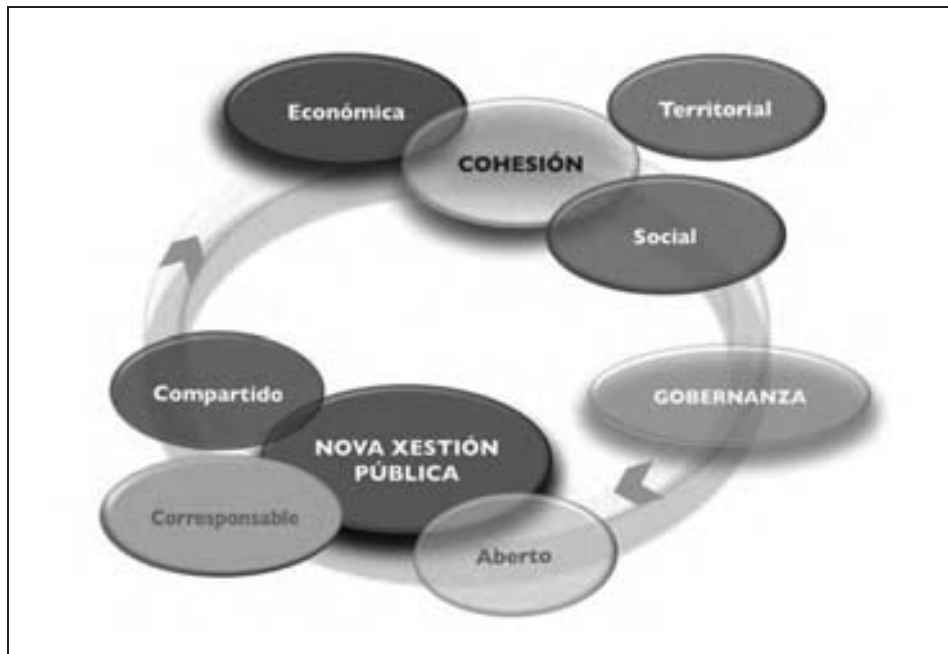 Económica
Territorial
COHESIÓN
Social
Compartido
GOBERNANZA
NOVA XESTIÓN
PÚBLICA
Corresponsable
Aberto